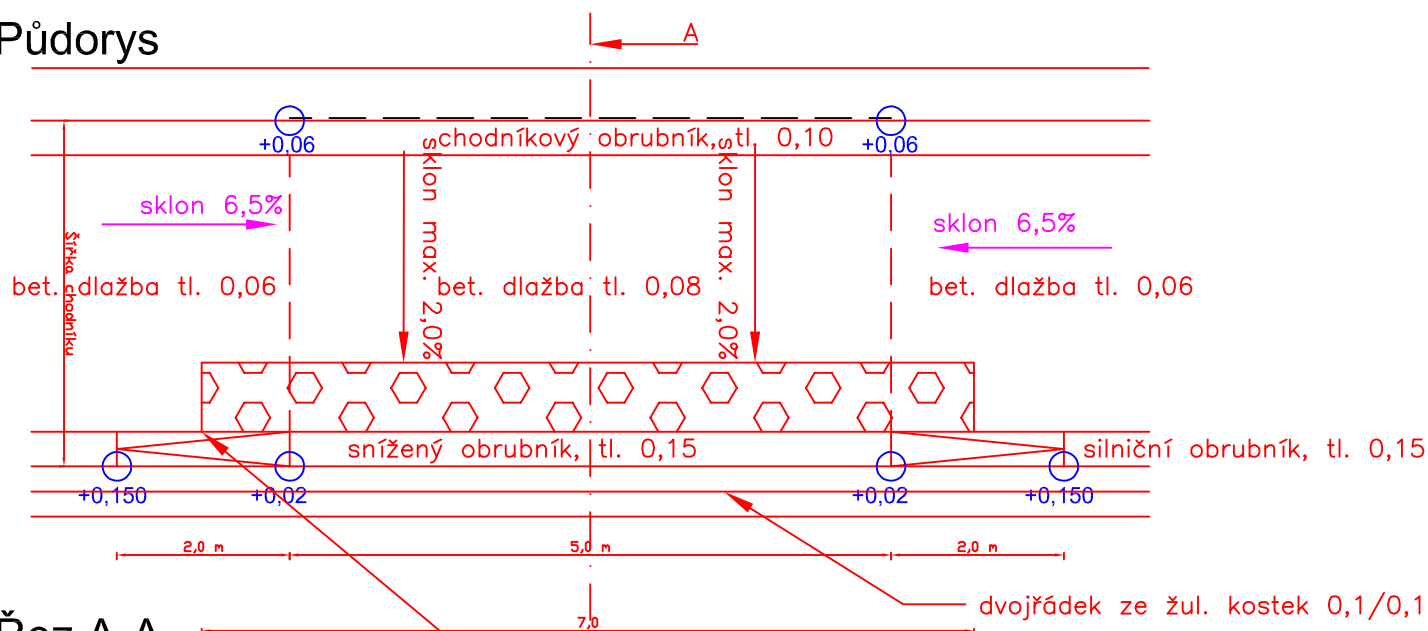 Půdorys
A
chodníkový obrubník, tl. 0,10
+0,06
+0,06
sklon max. 2,0%
sklon max. 2,0%
sklon 6,5%
sklon 6,5%
Šířka chodníku
bet. dlažba tl. 0,06
bet. dlažba tl. 0,08
bet. dlažba tl. 0,06
snížený obrubník, tl. 0,15
silniční obrubník, tl. 0,15
+0,150
+0,02
+0,02
+0,150
2,0 m
5,0 m
2,0 m
dvojřádek ze žul. kostek 0,1/0,1
7,0
Řez A-A